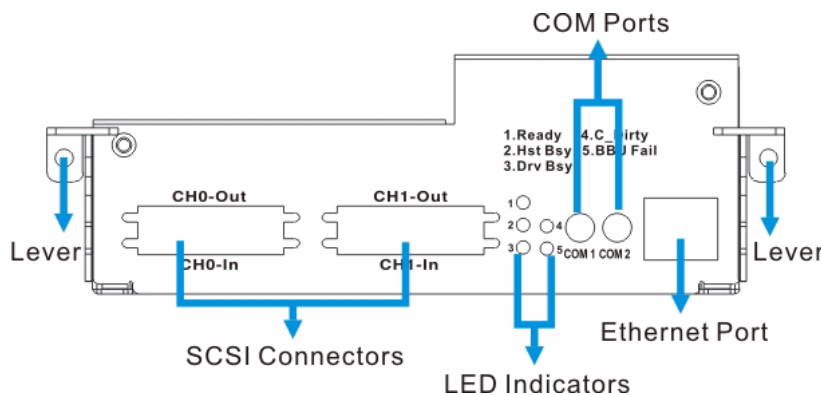 COM Ports
1.Ready 4.C_Dirty
2.Hst Bsy 5.BBU Fail
3.Drv Bsy
CH0-Out CH1-Out
1
2 4
3 5 COM 1 COM 2
Lever CH0-In CH1-In Lever
Ethernet Port
SCSI Connectors
LED Indicators